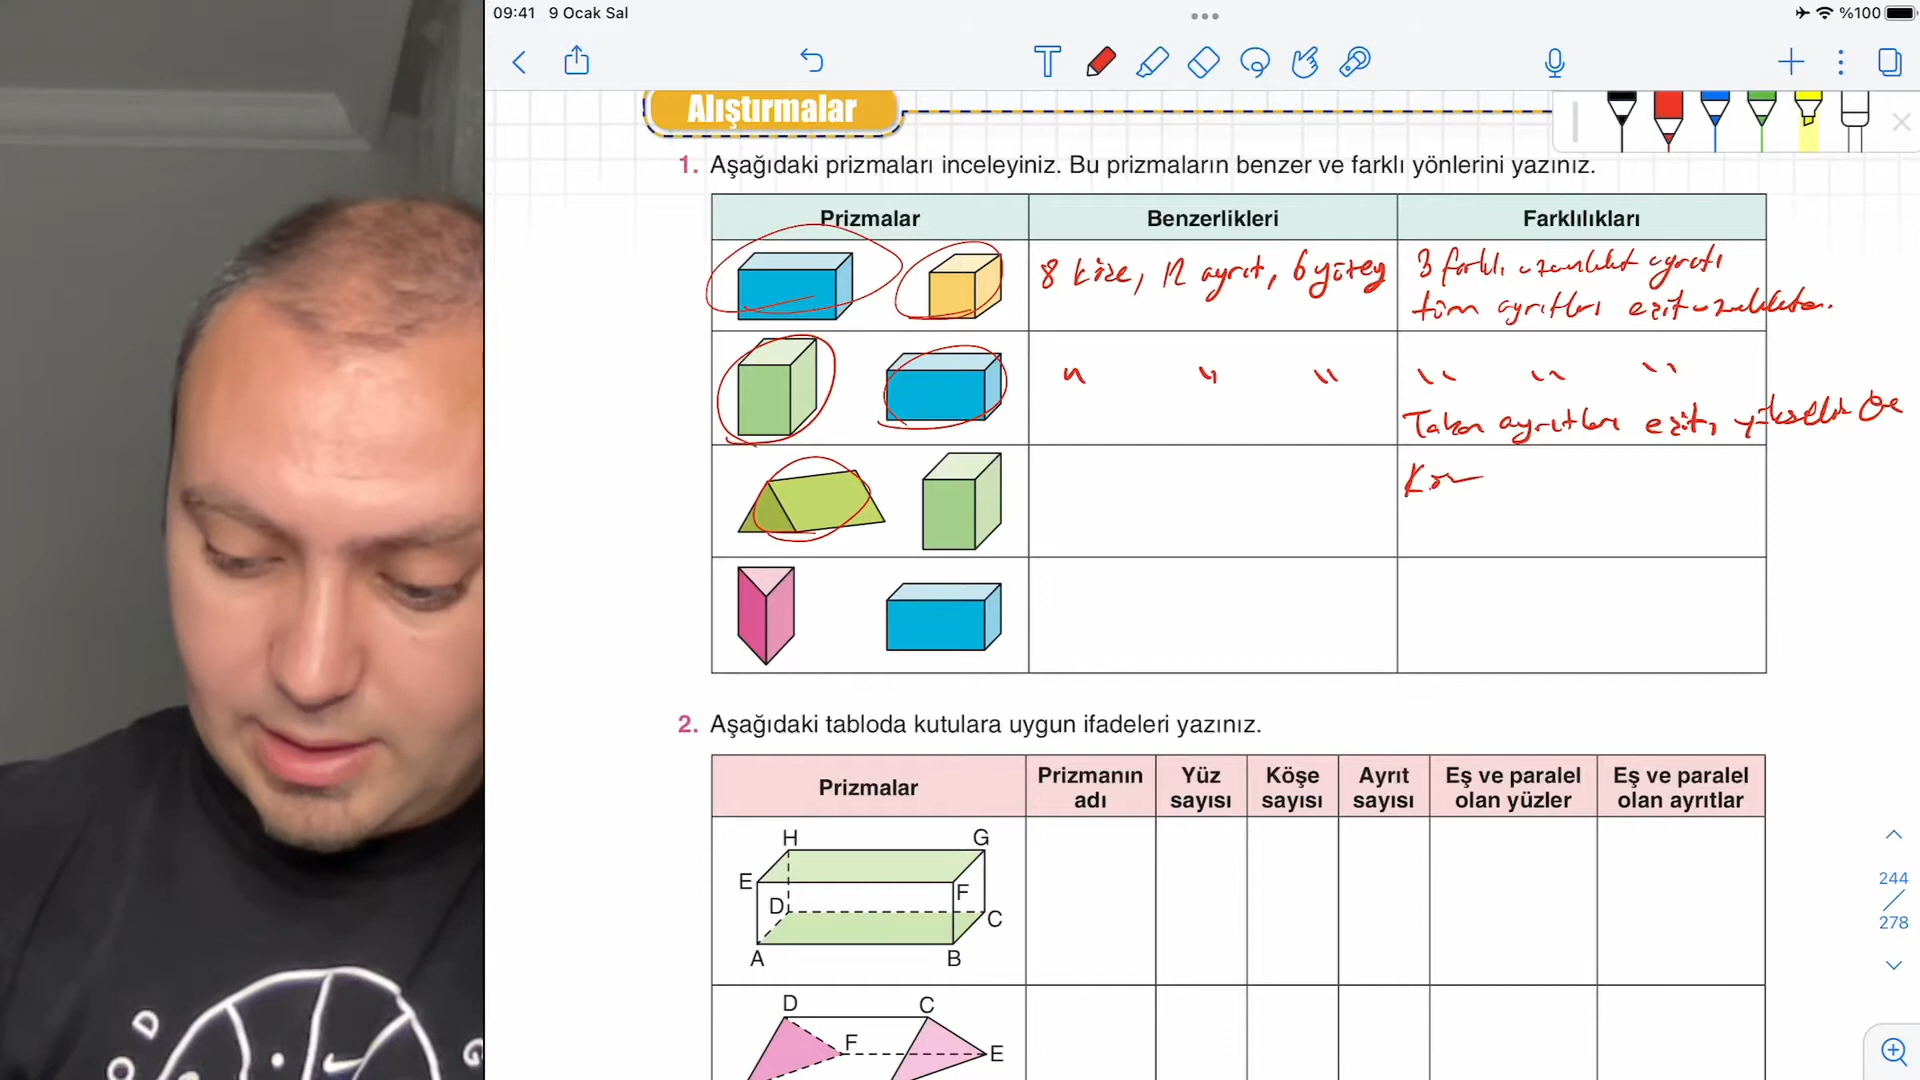 09:41 9 Ocak Sal
%100
Alıştırmalar
1. Aşağıdaki prizmaları inceleyiniz. Bu prizmaların benzer ve farklı yönlerini yazınız.
Prizmalar Benzerlikleri Farklılıkları
8 köşe, 12 ayrıt, 6 yüzey
3 farklı uzunlukta ayrıtı
tüm ayrıtları eşit uzunlukta.
" " " " " "
Taban ayrıtları eşit, yükseklik
2. Aşağıdaki tabloda kutulara uygun ifadeleri yazınız.
Prizmalar
Prizmanın adı
Yüz sayısı
Köşe sayısı
Ayrıt sayısı
Eş ve paralel olan yüzler
Eş ve paralel olan ayrıtlar
H G
E F
D C
A B
D C
F E
244
278